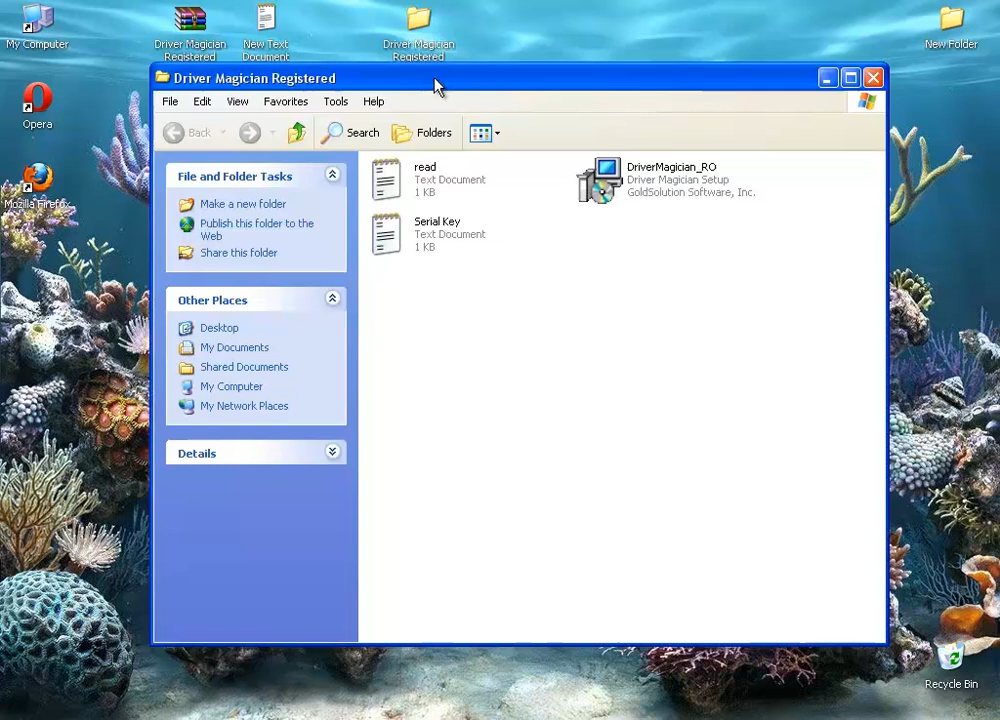 My Computer
Driver Magician
Registered
New Text
Document
Driver Magician
Registered
New Folder
Opera
Mozilla Firefox
Driver Magician Registered
File Edit View Favorites Tools Help
Back Search Folders
File and Folder Tasks
Make a new folder
Publish this folder to the
Web
Share this folder
Other Places
Desktop
My Documents
Shared Documents
My Computer
My Network Places
Details
read
Text Document
1 KB
DriverMagician_RO
Driver Magician Setup
GoldSolution Software, Inc.
Serial Key
Text Document
1 KB
Recycle Bin